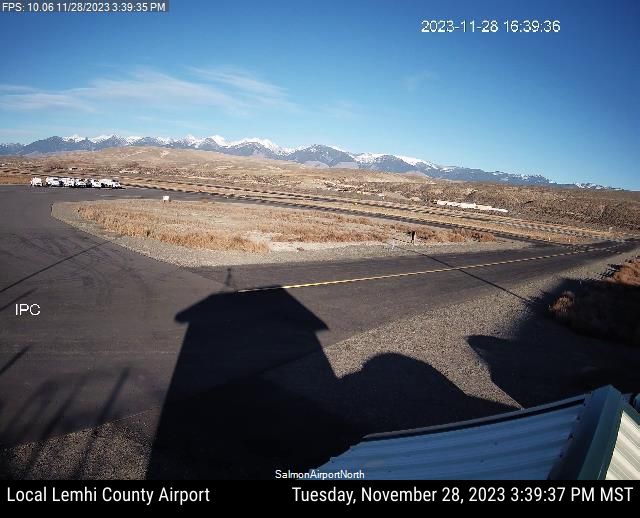 FPS: 10.06 11/28/2023 3:39:35 PM
2023-11-28 16:39:36
IPC
SalmonAirportNorth
Local Lemhi County Airport
Tuesday, November 28, 2023 3:39:37 PM MST